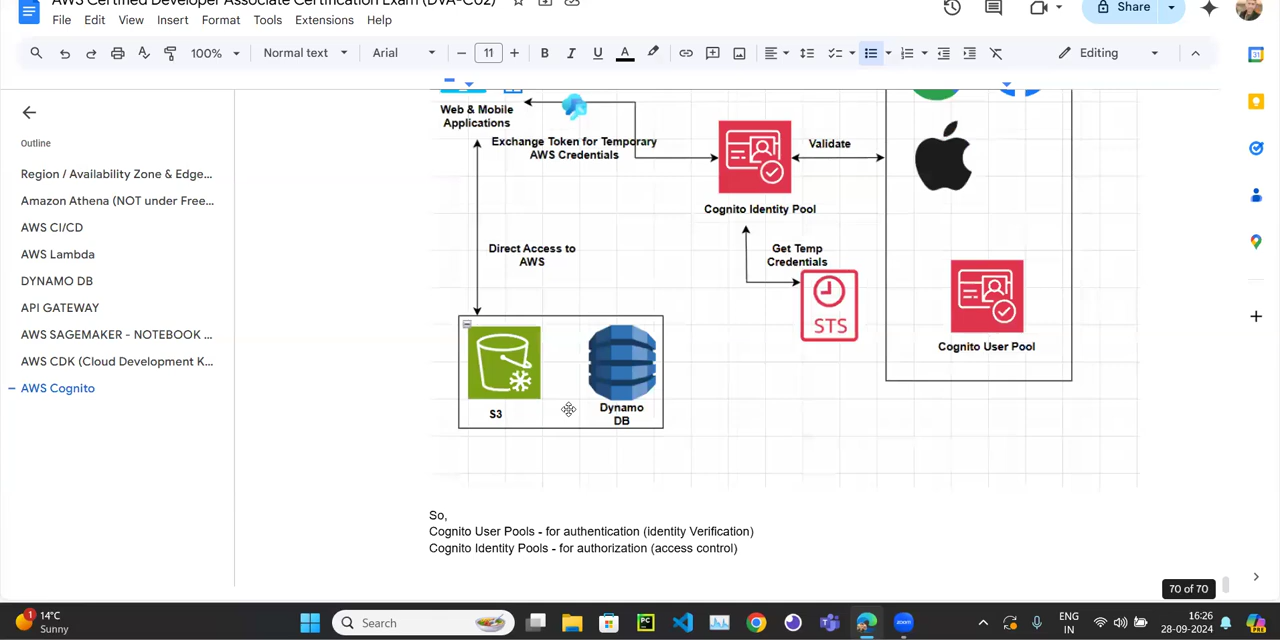 AWS Certified Developer Associate Certification Exam (DVA-C02)
File Edit View Insert Format Tools Extensions Help
Share
100% Normal text Arial 11 Editing
Outline
Region / Availability Zone & Edge...
Amazon Athena (NOT under Free...
AWS CI/CD
AWS Lambda
DYNAMO DB
API GATEWAY
AWS SAGEMAKER - NOTEBOOK ...
AWS CDK (Cloud Development K...
AWS Cognito
Web & Mobile
Applications
Exchange Token for Temporary
AWS Credentials
Validate
Cognito Identity Pool
Direct Access to
AWS
Get Temp
Credentials
STS
Cognito User Pool
S3
Dynamo
DB
So,
Cognito User Pools - for authentication (identity Verification)
Cognito Identity Pools - for authorization (access control)
70 of 70
1
14°C
Sunny
Search
zoom
ENG
IN
16:26
28-09-2024